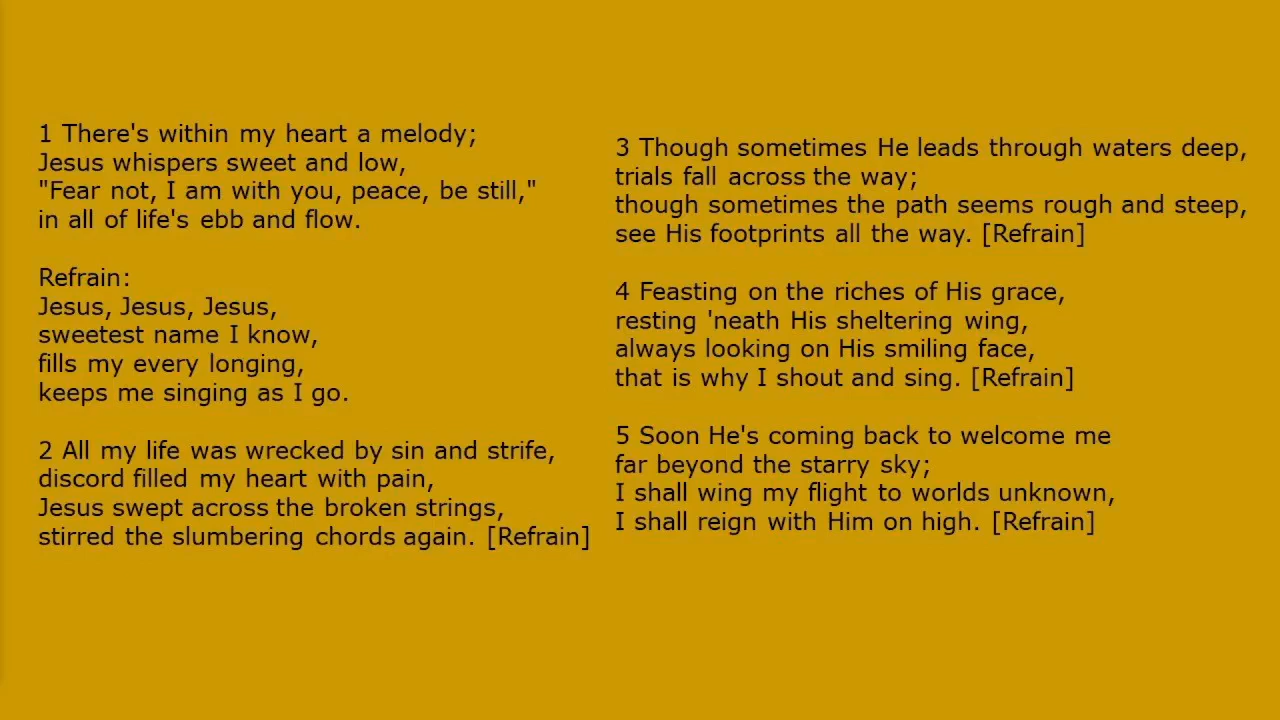 1 There's within my heart a melody;
Jesus whispers sweet and low,
"Fear not, I am with you, peace, be still,"
in all of life's ebb and flow.

Refrain:
Jesus, Jesus, Jesus,
sweetest name I know,
fills my every longing,
keeps me singing as I go.

2 All my life was wrecked by sin and strife,
discord filled my heart with pain,
Jesus swept across the broken strings,
stirred the slumbering chords again. [Refrain]

3 Though sometimes He leads through waters deep,
trials fall across the way;
though sometimes the path seems rough and steep,
see His footprints all the way. [Refrain]

4 Feasting on the riches of His grace,
resting 'neath His sheltering wing,
always looking on His smiling face,
that is why I shout and sing. [Refrain]

5 Soon He's coming back to welcome me
far beyond the starry sky;
I shall wing my flight to worlds unknown,
I shall reign with Him on high. [Refrain]